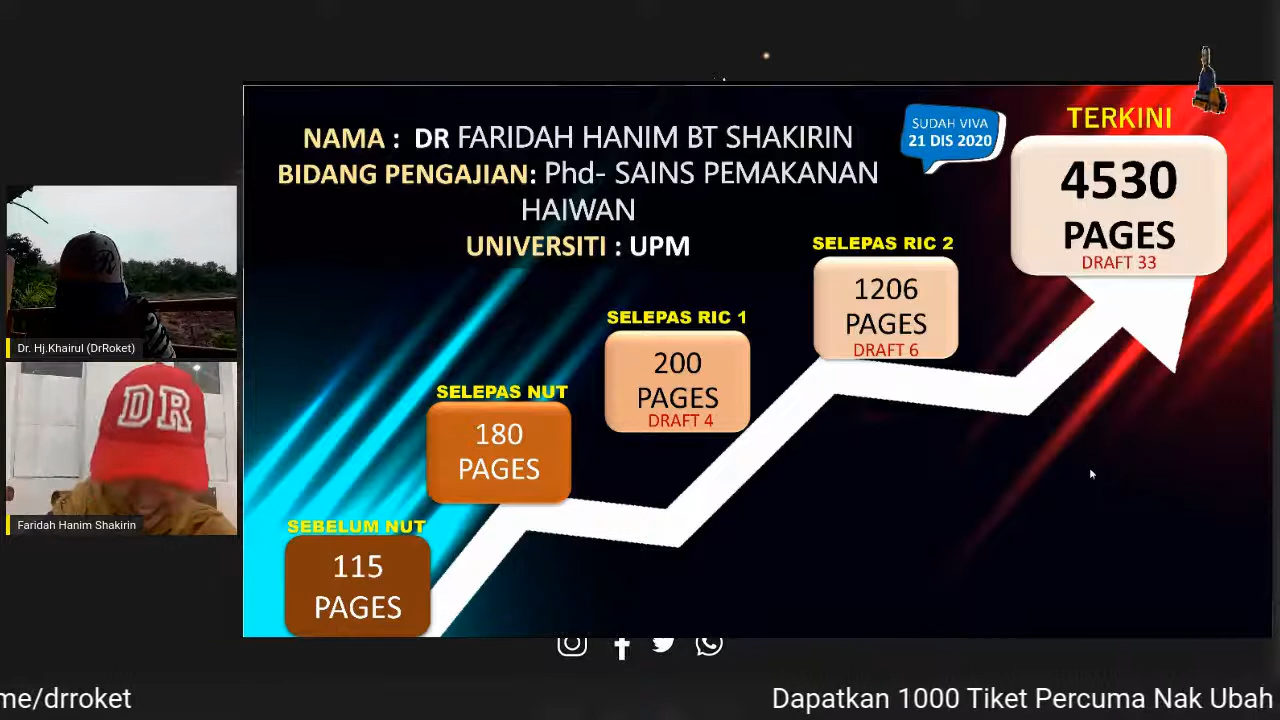 NAMA : DR FARIDAH HANIM BT SHAKIRIN
BIDANG PENGAJIAN: Phd- SAINS PEMAKANAN
HAIWAN
UNIVERSITI : UPM
SUDAH VIVA
21 DIS 2020
TERKINI
4530
PAGES
DRAFT 33
SELEPAS RIC 2
1206
PAGES
DRAFT 6
SELEPAS RIC 1
200
PAGES
DRAFT 4
SELEPAS NUT
180
PAGES
SEBELUM NUT
115
PAGES
Dr. Hj.Khairul (DrRoket)
DR
Faridah Hanim Shakirin
me/drroket
Dapatkan 1000 Tiket Percuma Nak Ubah